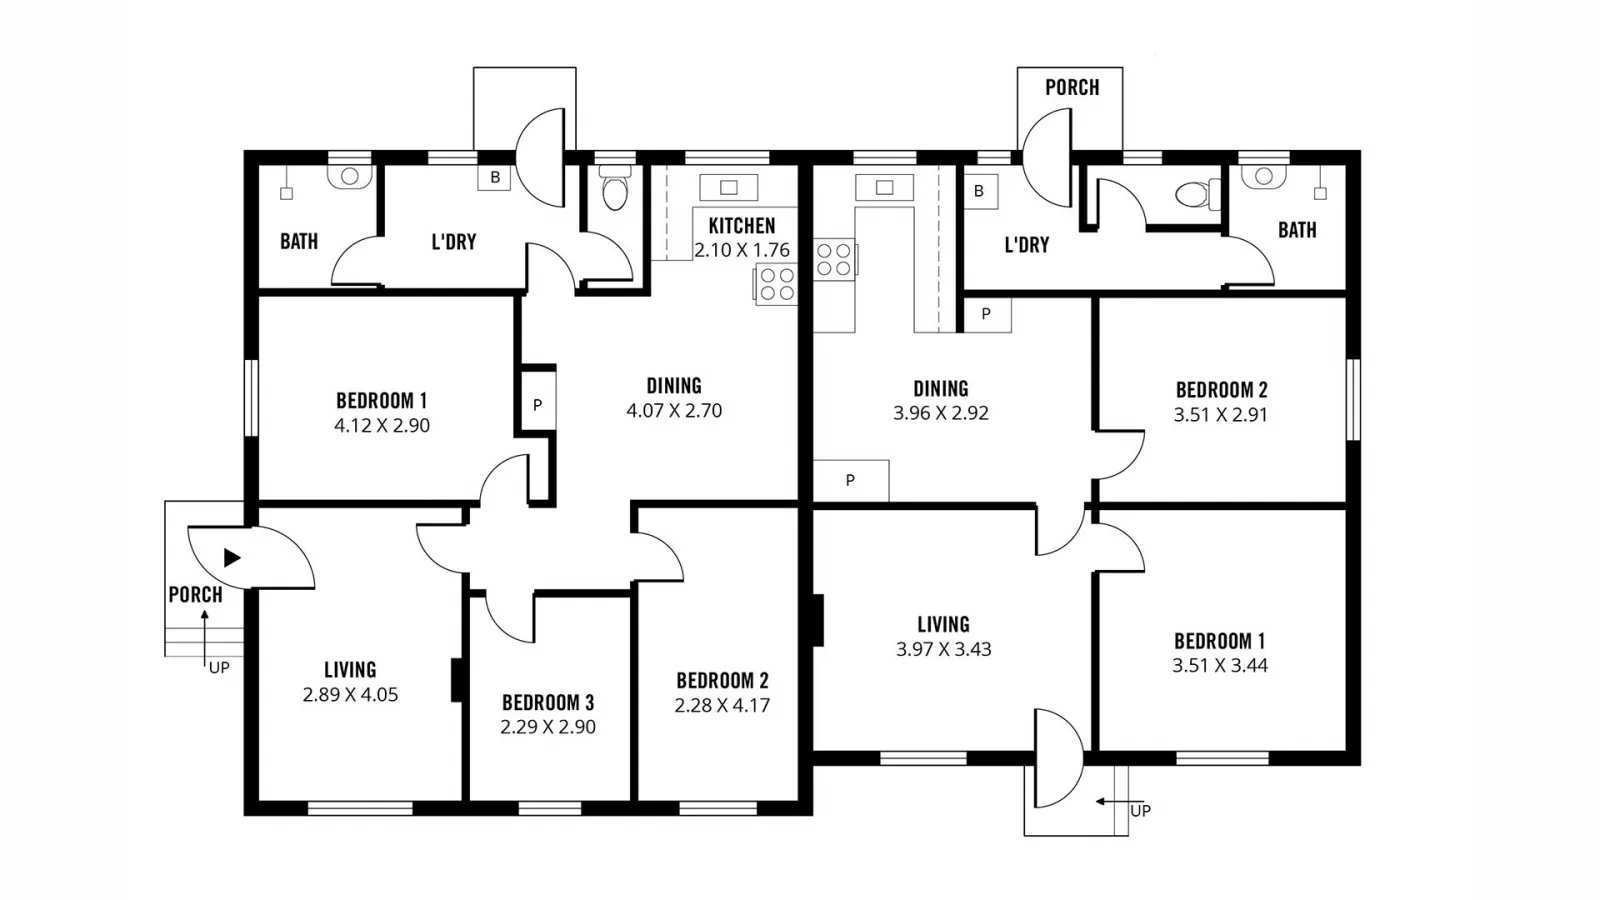 PORCH
B
KITCHEN
2.10 X 1.76
BATH
L'DRY
B
L'DRY
BATH
P
BEDROOM 1
4.12 X 2.90
P
DINING
4.07 X 2.70
DINING
3.96 X 2.92
BEDROOM 2
3.51 X 2.91
P
PORCH
UP
LIVING
2.89 X 4.05
BEDROOM 3
2.29 X 2.90
BEDROOM 2
2.28 X 4.17
LIVING
3.97 X 3.43
BEDROOM 1
3.51 X 3.44
UP